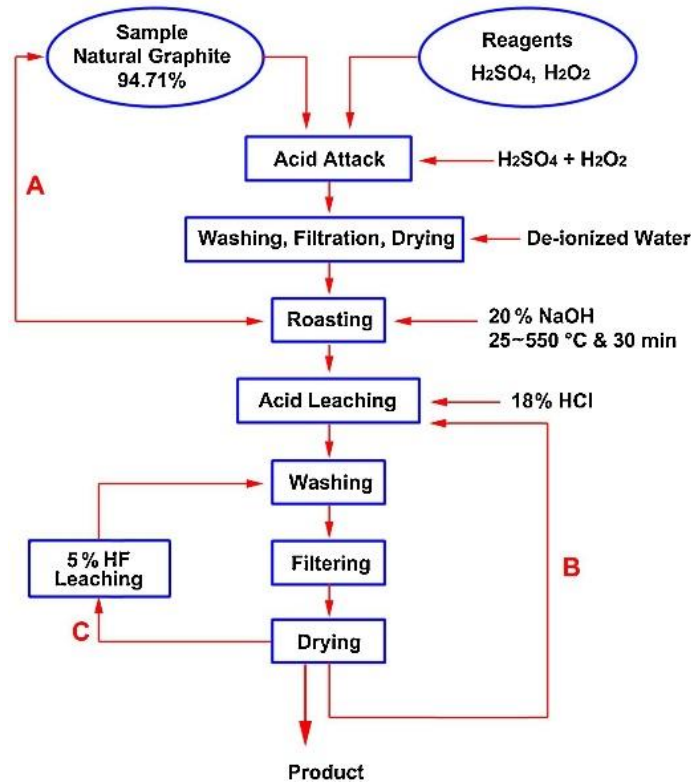 Sample
Natural Graphite
94.71%
Reagents
H₂SO₄, H₂O₂
Acid Attack
H₂SO₄ + H₂O₂
A
Washing, Filtration, Drying
De-ionized Water
Roasting
20 % NaOH
25~550 °C & 30 min
Acid Leaching
18% HCl
Washing
5 % HF
Leaching
Filtering
B
C
Drying
Product